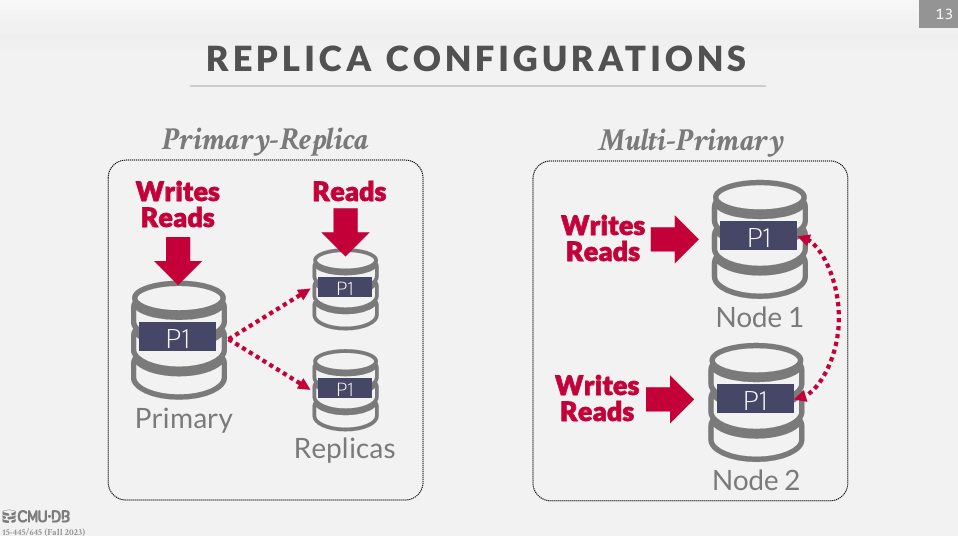 13
REPLICA CONFIGURATIONS
Primary-Replica
Writes
Reads
Reads
P1
P1
P1
Primary
Replicas
Multi-Primary
Writes
Reads
P1
Node 1
Writes
Reads
P1
Node 2
CMU·DB
15-445/645 (Fall 2023)